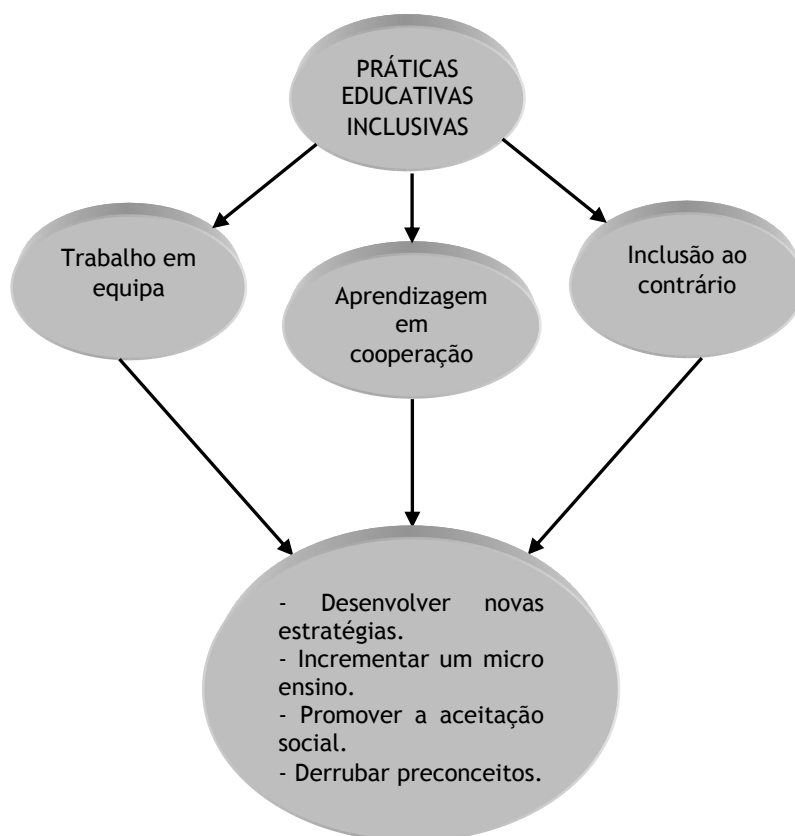 PRÁTICAS
EDUCATIVAS
INCLUSIVAS
Trabalho em
equipa
Aprendizagem
em
cooperação
Inclusão ao
contrário
- Desenvolver novas
estratégias.
- Incrementar um micro
ensino.
- Promover a aceitação
social.
- Derrubar preconceitos.